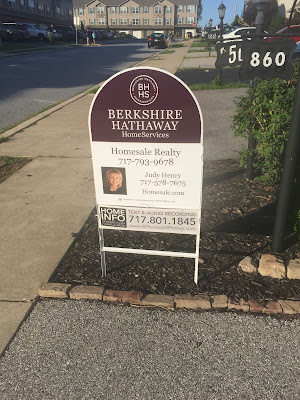 5
860
BH
HS
BERKSHIRE
HATHAWAY
HomeServices
Homesale Realty
717-793-9678
Judy Henry
717-578-7675
Homesale.com
HOME
INFO
TEXT & AUDIO RECORDING
717.801.1845